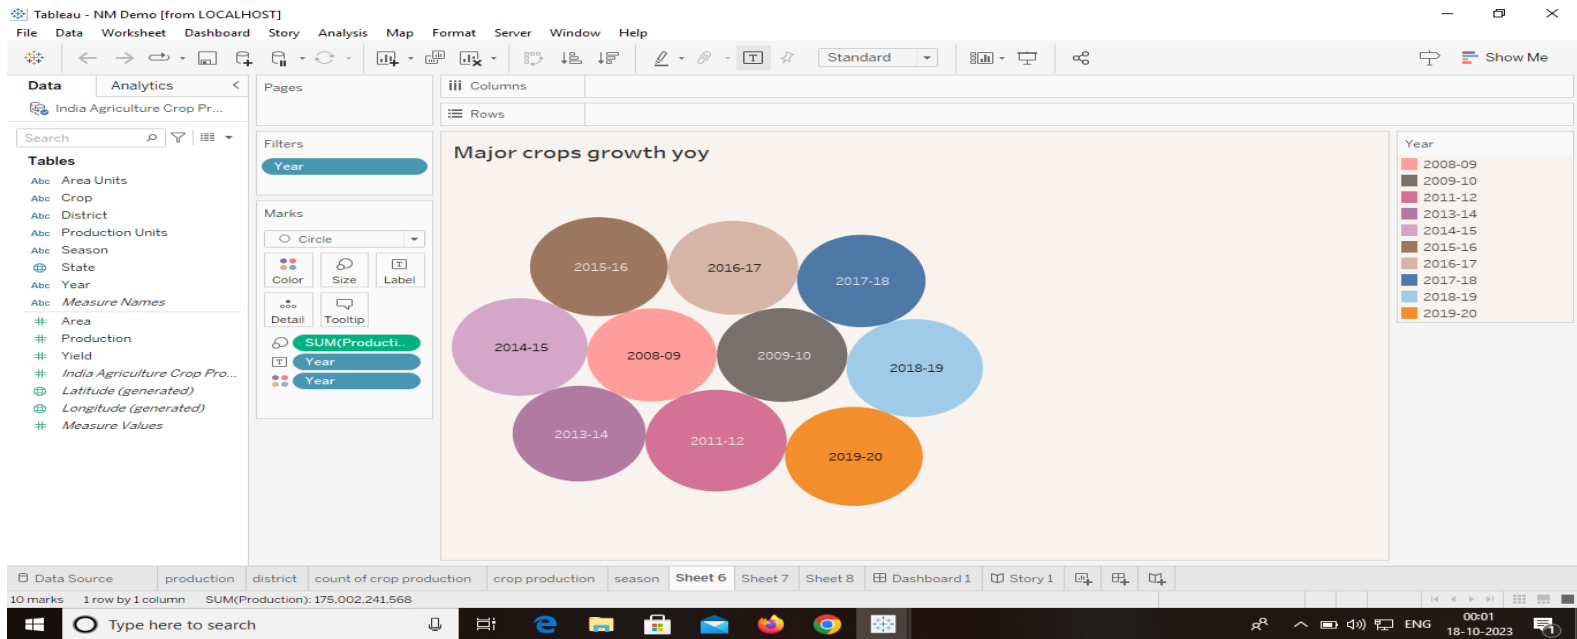 Tableau - NM Demo [from LOCALHOST]
File Data Worksheet Dashboard Story Analysis Map Format Server Window Help
Standard
Show Me
Data Analytics
India Agriculture Crop Pr...
Search
Tables
Abc Area Units
Abc Crop
Abc District
Abc Production Units
Abc Season
State
Abc Year
Abc Measure Names
# Area
# Production
# Yield
# India Agriculture Crop Pro...
Latitude (generated)
Longitude (generated)
# Measure Values
Pages
Filters
Year
Marks
Circle
Color Size Label
Detail Tooltip
SUM(Producti..
T Year
Year
Columns
Rows
Major crops growth yoy
2015-16
2016-17
2017-18
2014-15
2008-09
2009-10
2018-19
2013-14
2011-12
2019-20
Year
2008-09
2009-10
2011-12
2013-14
2014-15
2015-16
2016-17
2017-18
2018-19
2019-20
Data Source production district count of crop production crop production season Sheet 6 Sheet 7 Sheet 8 Dashboard 1 Story 1
10 marks 1 row by 1 column SUM(Production): 175,002,241,568
Type here to search
ENG
00:01
18-10-2023
1